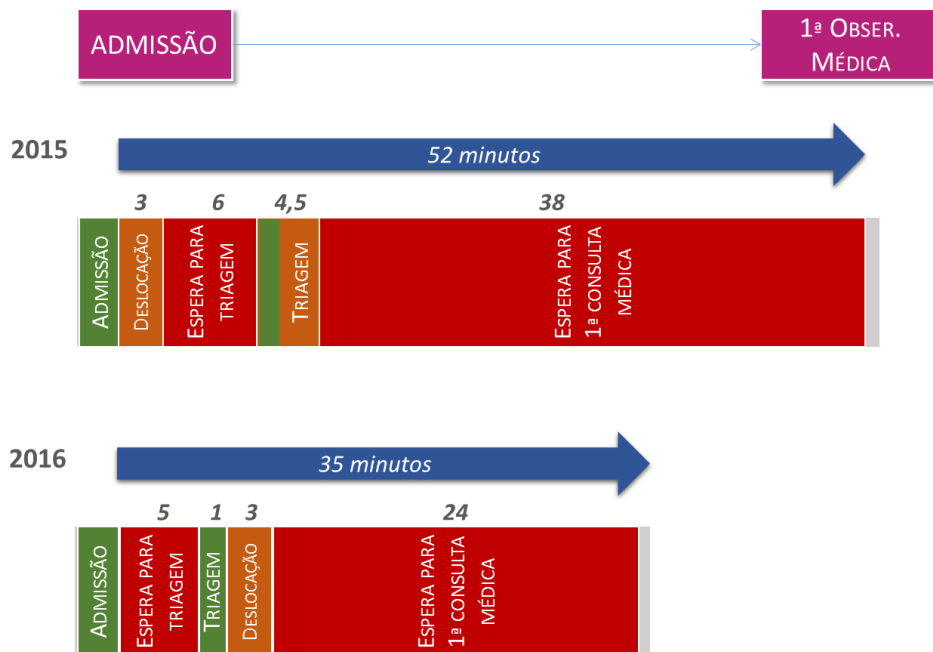 ADMISSÃO
1ª OBSER.
MÉDICA
2015
52 minutos
3
6
4,5
38
ADMISSÃO
DESLOCAÇÃO
ESPERA PARA
TRIAGEM
TRIAGEM
ESPERA PARA
1ª CONSULTA
MÉDICA
2016
35 minutos
5
1
3
24
ADMISSÃO
ESPERA PARA
TRIAGEM
TRIAGEM
DESLOCAÇÃO
ESPERA PARA
1ª CONSULTA
MÉDICA